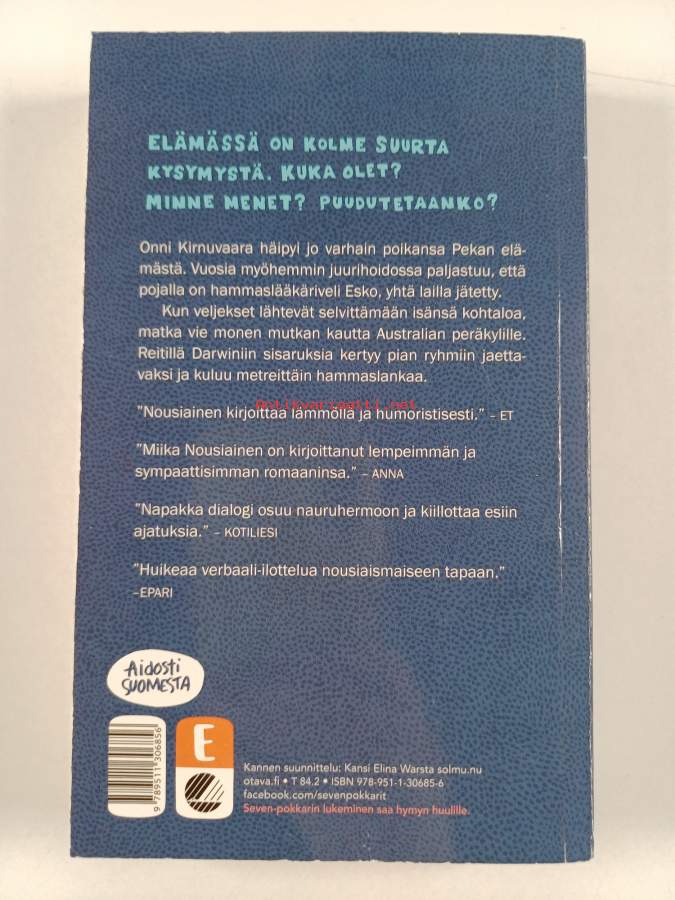 ELÄMÄSSÄ ON KOLME SUURTA
KYSYMYSTÄ. KUKA OLET?
MINNE MENET? PUUDUTETAANKO?
Onni Kirnuvaara häipyi jo varhain poikansa Pekan elä-
mästä. Vuosia myöhemmin juurihoidossa paljastuu, että
pojalla on hammaslääkäriveli Esko, yhtä lailla jätetty.
Kun veljekset lähtevät selvittämään isänsä kohtaloa,
matka vie monen mutkan kautta Australian peräkylille.
Reitillä Darwiniin sisaruksia kertyy pian ryhmiin jaetta-
vaksi ja kuluu metreittäin hammaslankaa.
Antikvariaatti.net
"Nousiainen kirjoittaa lämmöllä ja humoristisesti." – ET
"Miika Nousiainen on kirjoittanut lempeimmän ja
sympaattisimman romaaninsa." – ANNA
"Napakka dialogi osuu nauruhermoon ja kiillottaa esiin
ajatuksia." – KOTILIESI
"Huikeaa verbaali-ilottelua nousiaismaiseen tapaan."
–EPARI
Aidosti
SUOMESTA
9 789511 306856
E
Kannen suunnittelu: Kansi Elina Warsta solmu.nu
otava.fi • T 84.2 • ISBN 978-951-1-30685-6
facebook.com/sevenpokkarit
Seven-pokkarin lukeminen saa hymyn huulille.